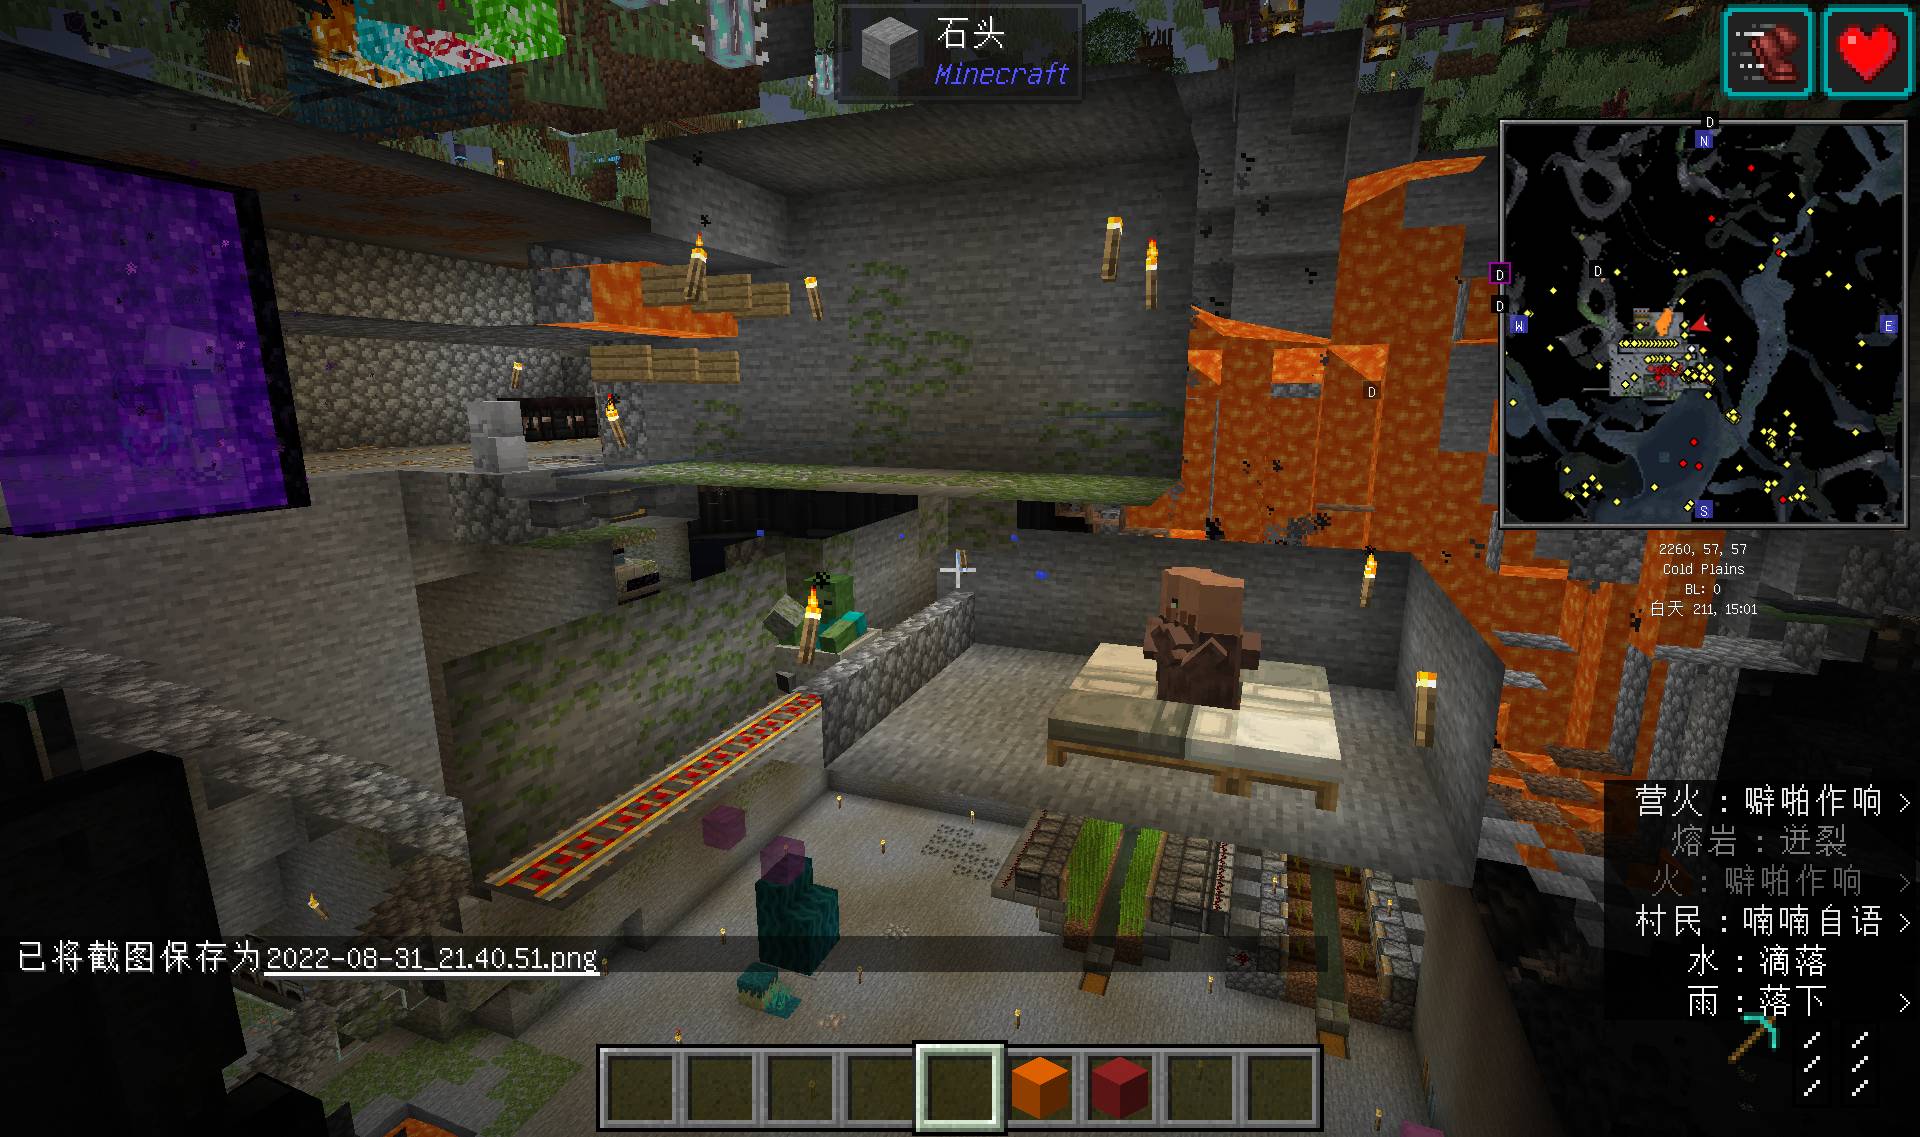 石头
Minecraft
D
N
D
D
D
W
E
D
S
2260, 57, 57
Cold Plains
BL: 0
白天 211, 15:01
营火：噼啪作响 >
熔岩：迸裂
火：噼啪作响 >
村民：喃喃自语 >
水：滴落
雨：落下 >
已将截图保存为2022-08-31_21.40.51.png